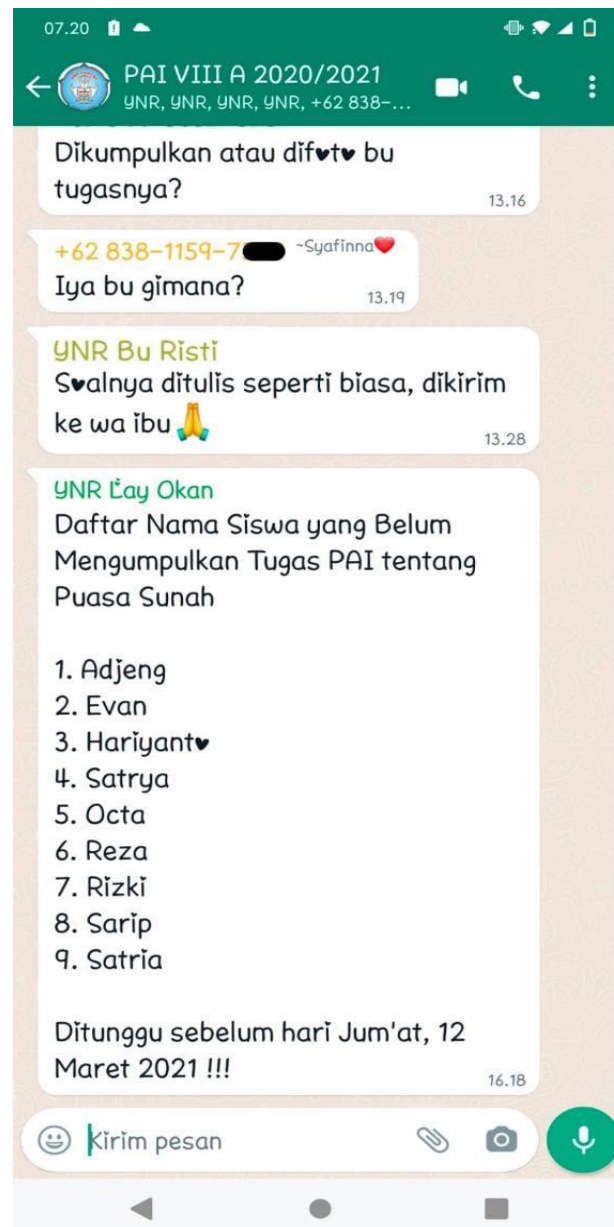 07.20
PAI VIII A 2020/2021
YNR, YNR, YNR, YNR, +62 838–...
Dikumpulkan atau difoto bu
tugasnya?
13.16
+62 838–1159–7 ~Syafinna❤️
Iya bu gimana?
13.19
YNR Bu Risti
Soalnya ditulis seperti biasa, dikirim
ke wa ibu🙏
13.28
YNR Lay Okan
Daftar Nama Siswa yang Belum
Mengumpulkan Tugas PAI tentang
Puasa Sunah
1. Adjeng
2. Evan
3. Hariyanto
4. Satrya
5. Octa
6. Reza
7. Rizki
8. Sarip
9. Satria
Ditunggu sebelum hari Jum'at, 12
Maret 2021 !!!
16.18
Kirim pesan